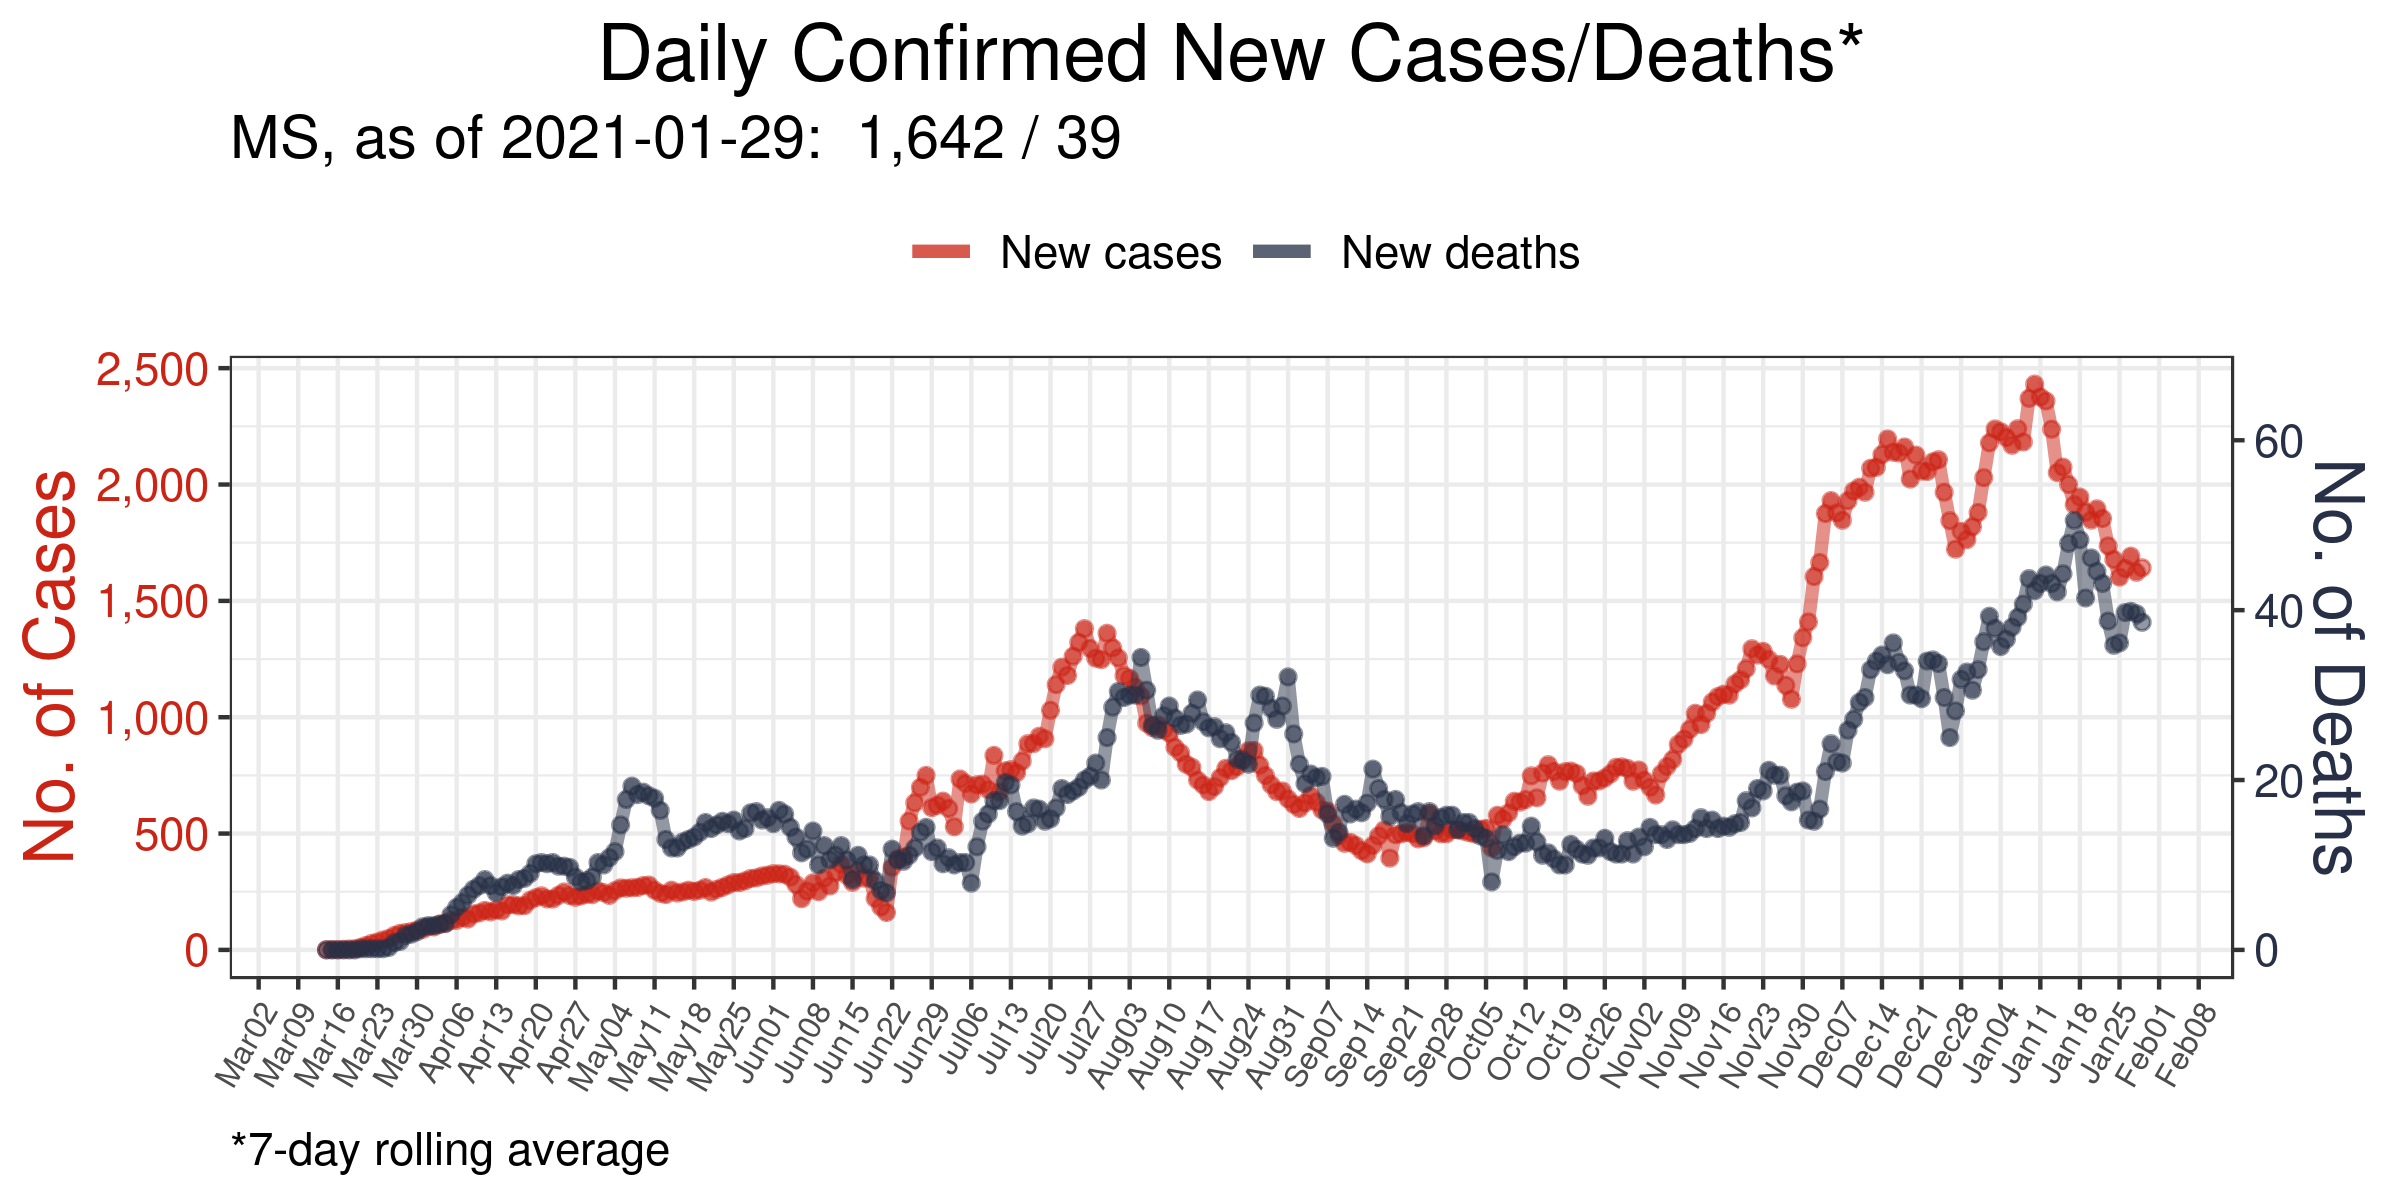 Daily Confirmed New Cases/Deaths*
MS, as of 2021-01-29:  1,642 / 39
New cases
New deaths
No. of Cases
2,500
2,000
1,500
1,000
500
0
60
40
20
0
No. of Deaths
Mar02
Mar09
Mar16
Mar23
Mar30
Apr06
Apr13
Apr20
Apr27
May04
May11
May18
May25
Jun01
Jun08
Jun15
Jun22
Jun29
Jul06
Jul13
Jul20
Jul27
Aug03
Aug10
Aug17
Aug24
Aug31
Sep07
Sep14
Sep21
Sep28
Oct05
Oct12
Oct19
Oct26
Nov02
Nov09
Nov16
Nov23
Nov30
Dec07
Dec14
Dec21
Dec28
Jan04
Jan11
Jan18
Jan25
Feb01
Feb08
*7-day rolling average